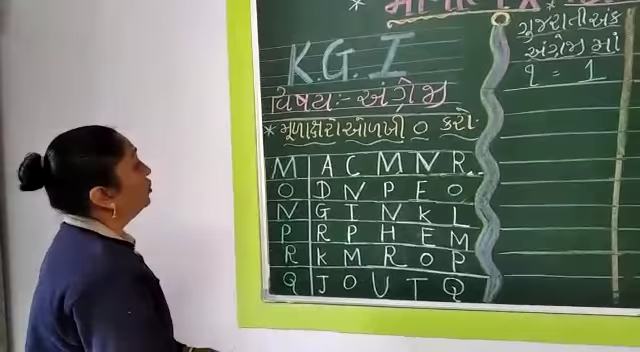 K.G. I
વિષય:- અંગ્રેજી
* મૂળાક્ષરો ઓળખી ○ કરો.
M A C M N R
O D N P E O
N G I N K L
P R P H E M
R K M R O P
Q J O U T Q
ગુજરાતી અંક
અંગ્રેજી માં
૧ = 1